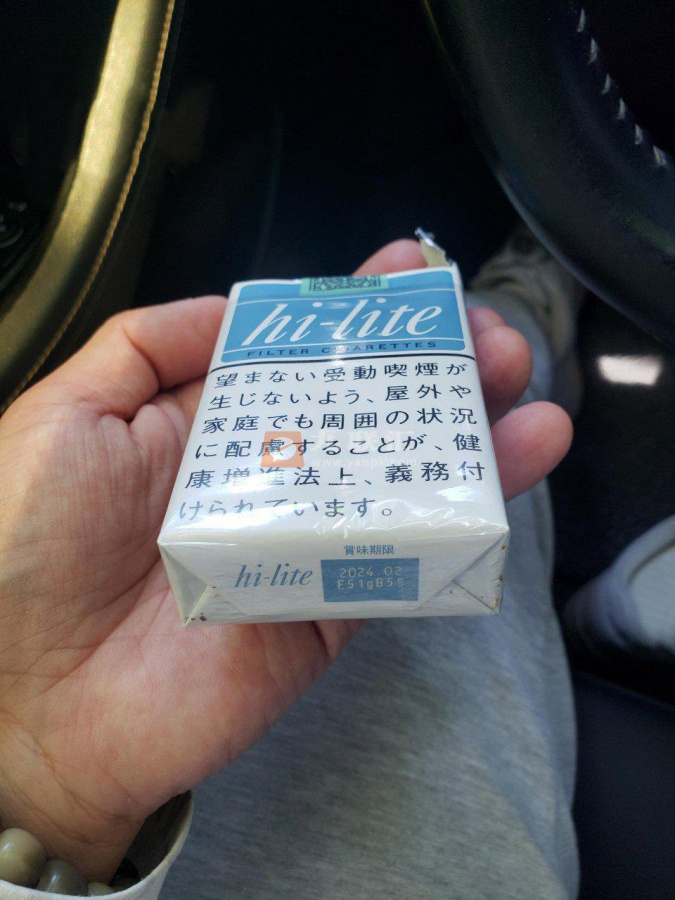 hi-lite
FILTER CIGARETTES
望まない受動喫煙が
生じないよう、屋外や
家庭でも周囲の状況
に配慮することが、健
康増進法上、義務付
けられています。
賞味期限
hi-lite
2024.02
E51gB55